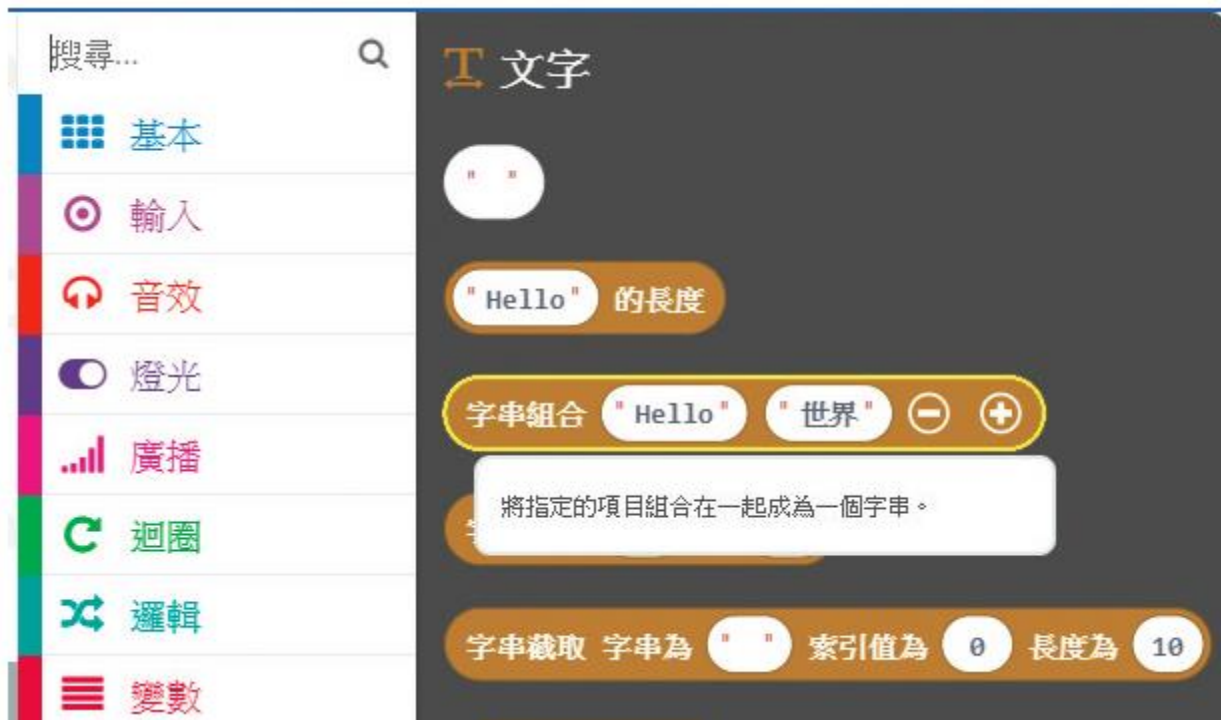 搜尋...
基本
輸入
音效
燈光
廣播
迴圈
邏輯
變數
文字
" "
"Hello" 的長度
字串組合 "Hello" "世界"
將指定的項目組合在一起成為一個字串。
字串截取 字串為 " " 索引值為 0 長度為 10